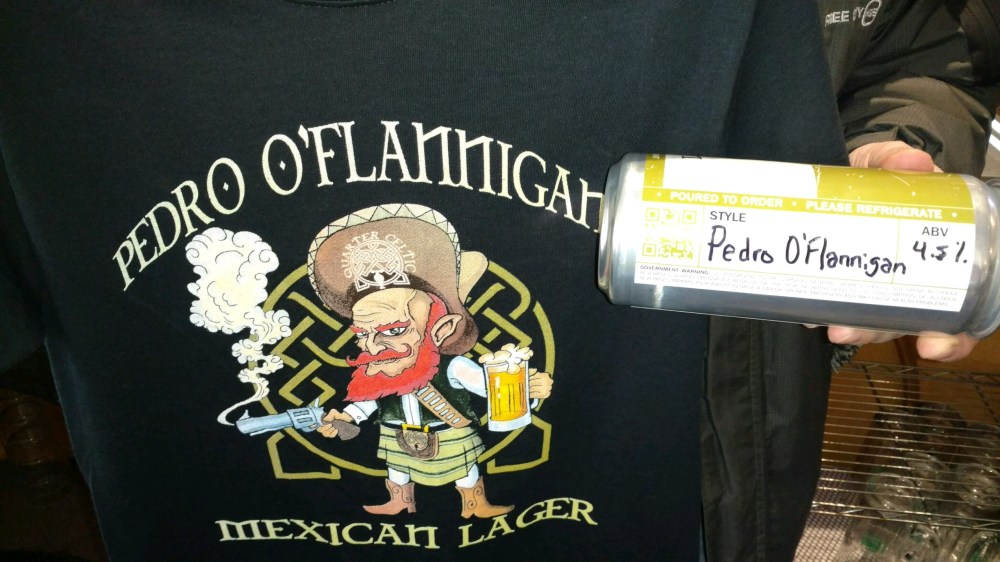 PEDRO O'FLANNIGAN
QUARTER CELTIC
MEXICAN LAGER
POURED TO ORDER • PLEASE REFRIGERATE •
STYLE
Pedro O'Flannigan
ABV
4.5%
GOVERNMENT WARNING